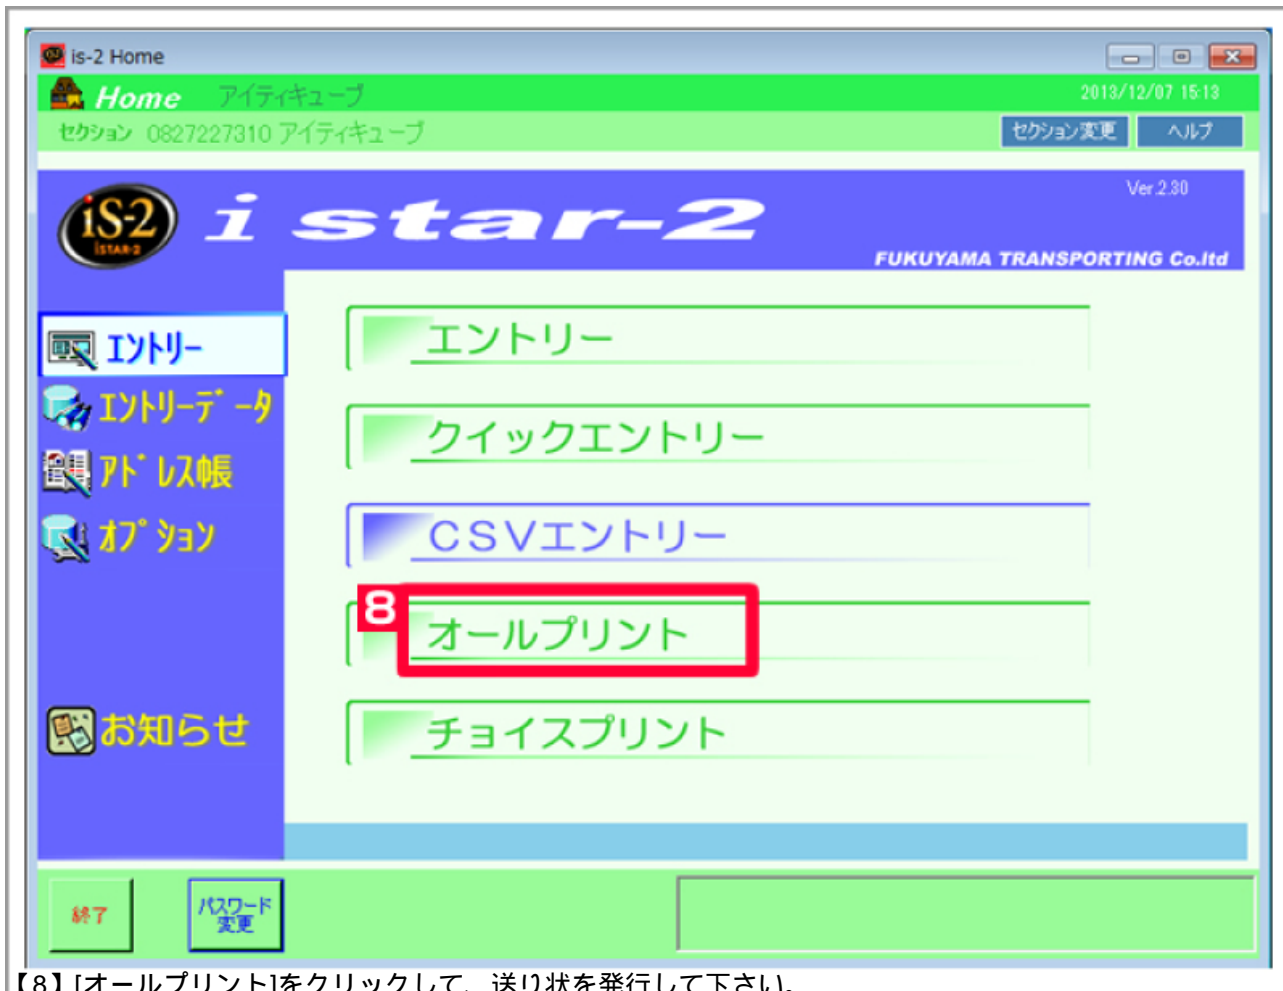 is-2 Home
Home アイティキューブ 2013/12/07 15:13
セクション 0827227310 アイティキューブ セクション変更 ヘルプ
Ver.2.30
iS-2
iSTAR-2
i star-2
FUKUYAMA TRANSPORTING Co.ltd
エントリー
エントリーデータ
アドレス帳
オプション
お知らせ
エントリー
クイックエントリー
CSVエントリー
8
オールプリント
チョイスプリント
終了
パスワード
変更
【8】[オールプリント]をクリックして、送り状を発行して下さい。